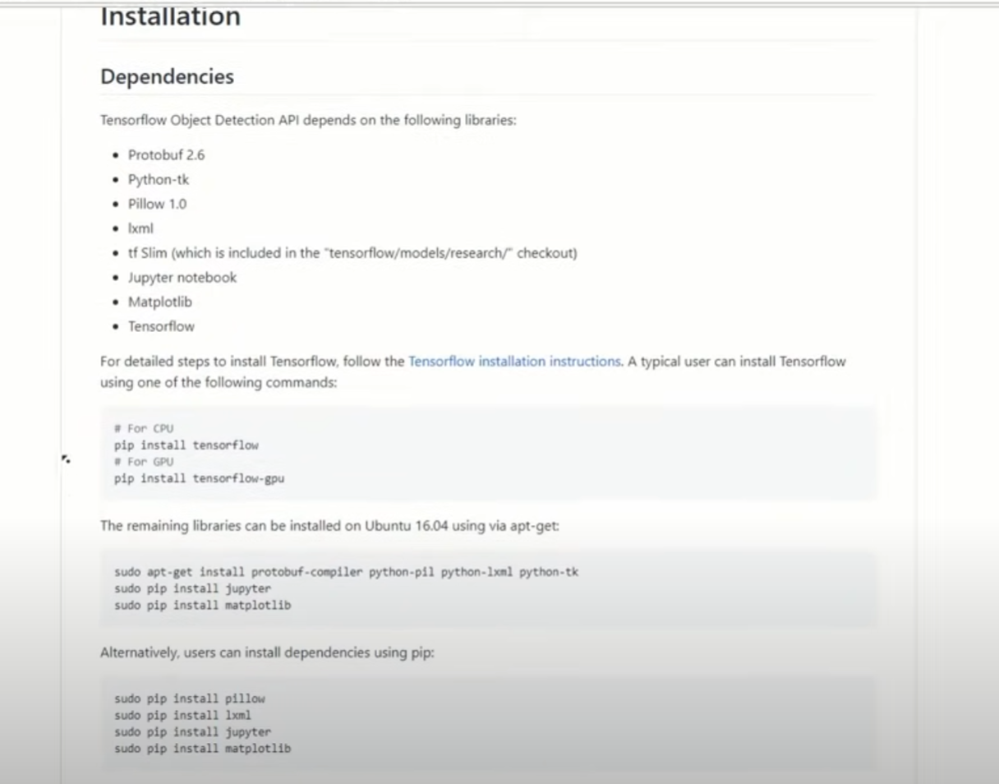 Installation
Dependencies
Tensorflow Object Detection API depends on the following libraries:
• Protobuf 2.6
• Python-tk
• Pillow 1.0
• lxml
• tf Slim (which is included in the "tensorflow/models/research/" checkout)
• Jupyter notebook
• Matplotlib
• Tensorflow
For detailed steps to install Tensorflow, follow the Tensorflow installation instructions. A typical user can install Tensorflow
using one of the following commands:
# For CPU
pip install tensorflow
# For GPU
pip install tensorflow-gpu
The remaining libraries can be installed on Ubuntu 16.04 using via apt-get:
sudo apt-get install protobuf-compiler python-pil python-lxml python-tk
sudo pip install jupyter
sudo pip install matplotlib
Alternatively, users can install dependencies using pip:
sudo pip install pillow
sudo pip install lxml
sudo pip install jupyter
sudo pip install matplotlib